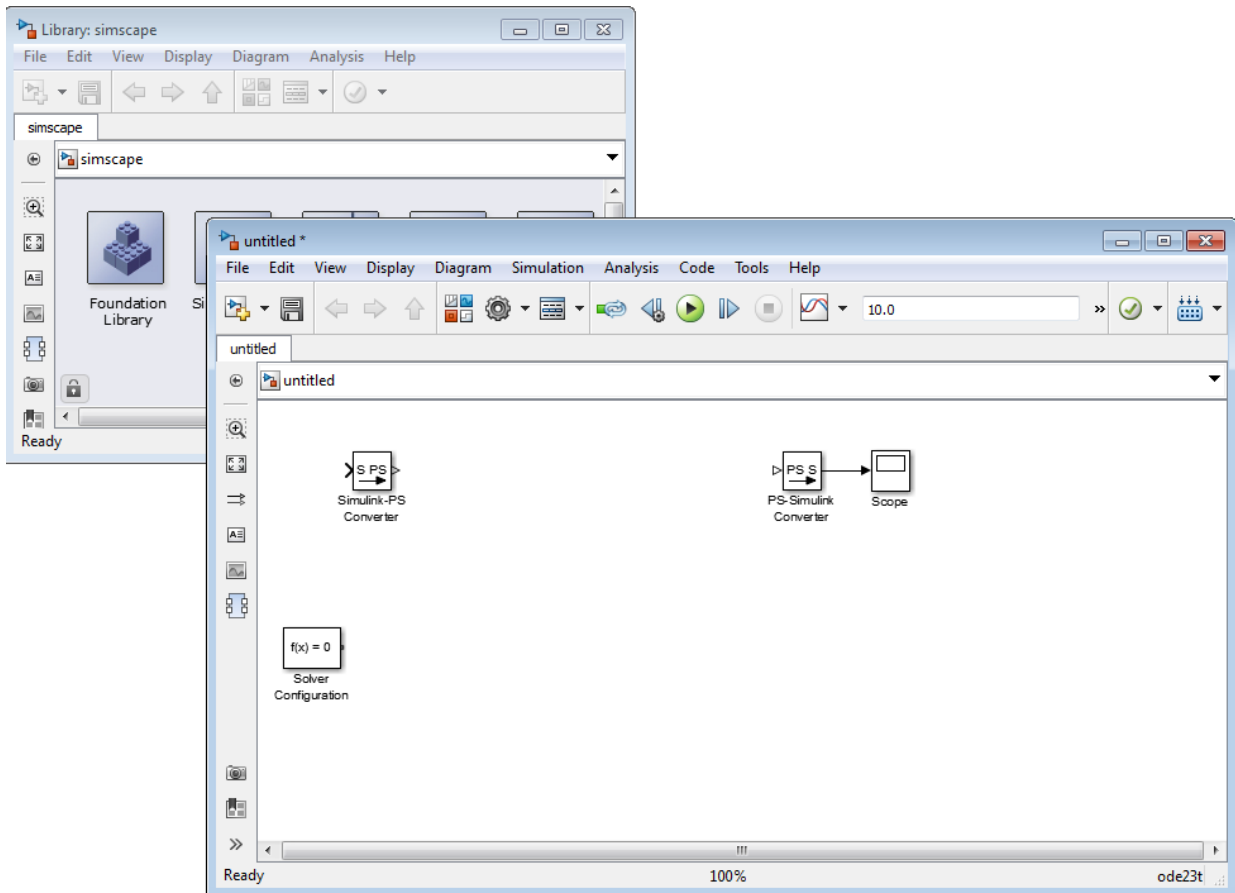 Library: simscape
File Edit View Display Diagram Analysis Help
simscape
simscape
Foundation
Library
Si
Ready
untitled *
File Edit View Display Diagram Simulation Analysis Code Tools Help
10.0
untitled
untitled
S PS
Simulink-PS
Converter
PS S
PS-Simulink
Converter
Scope
f(x) = 0
Solver
Configuration
Ready 100% ode23t